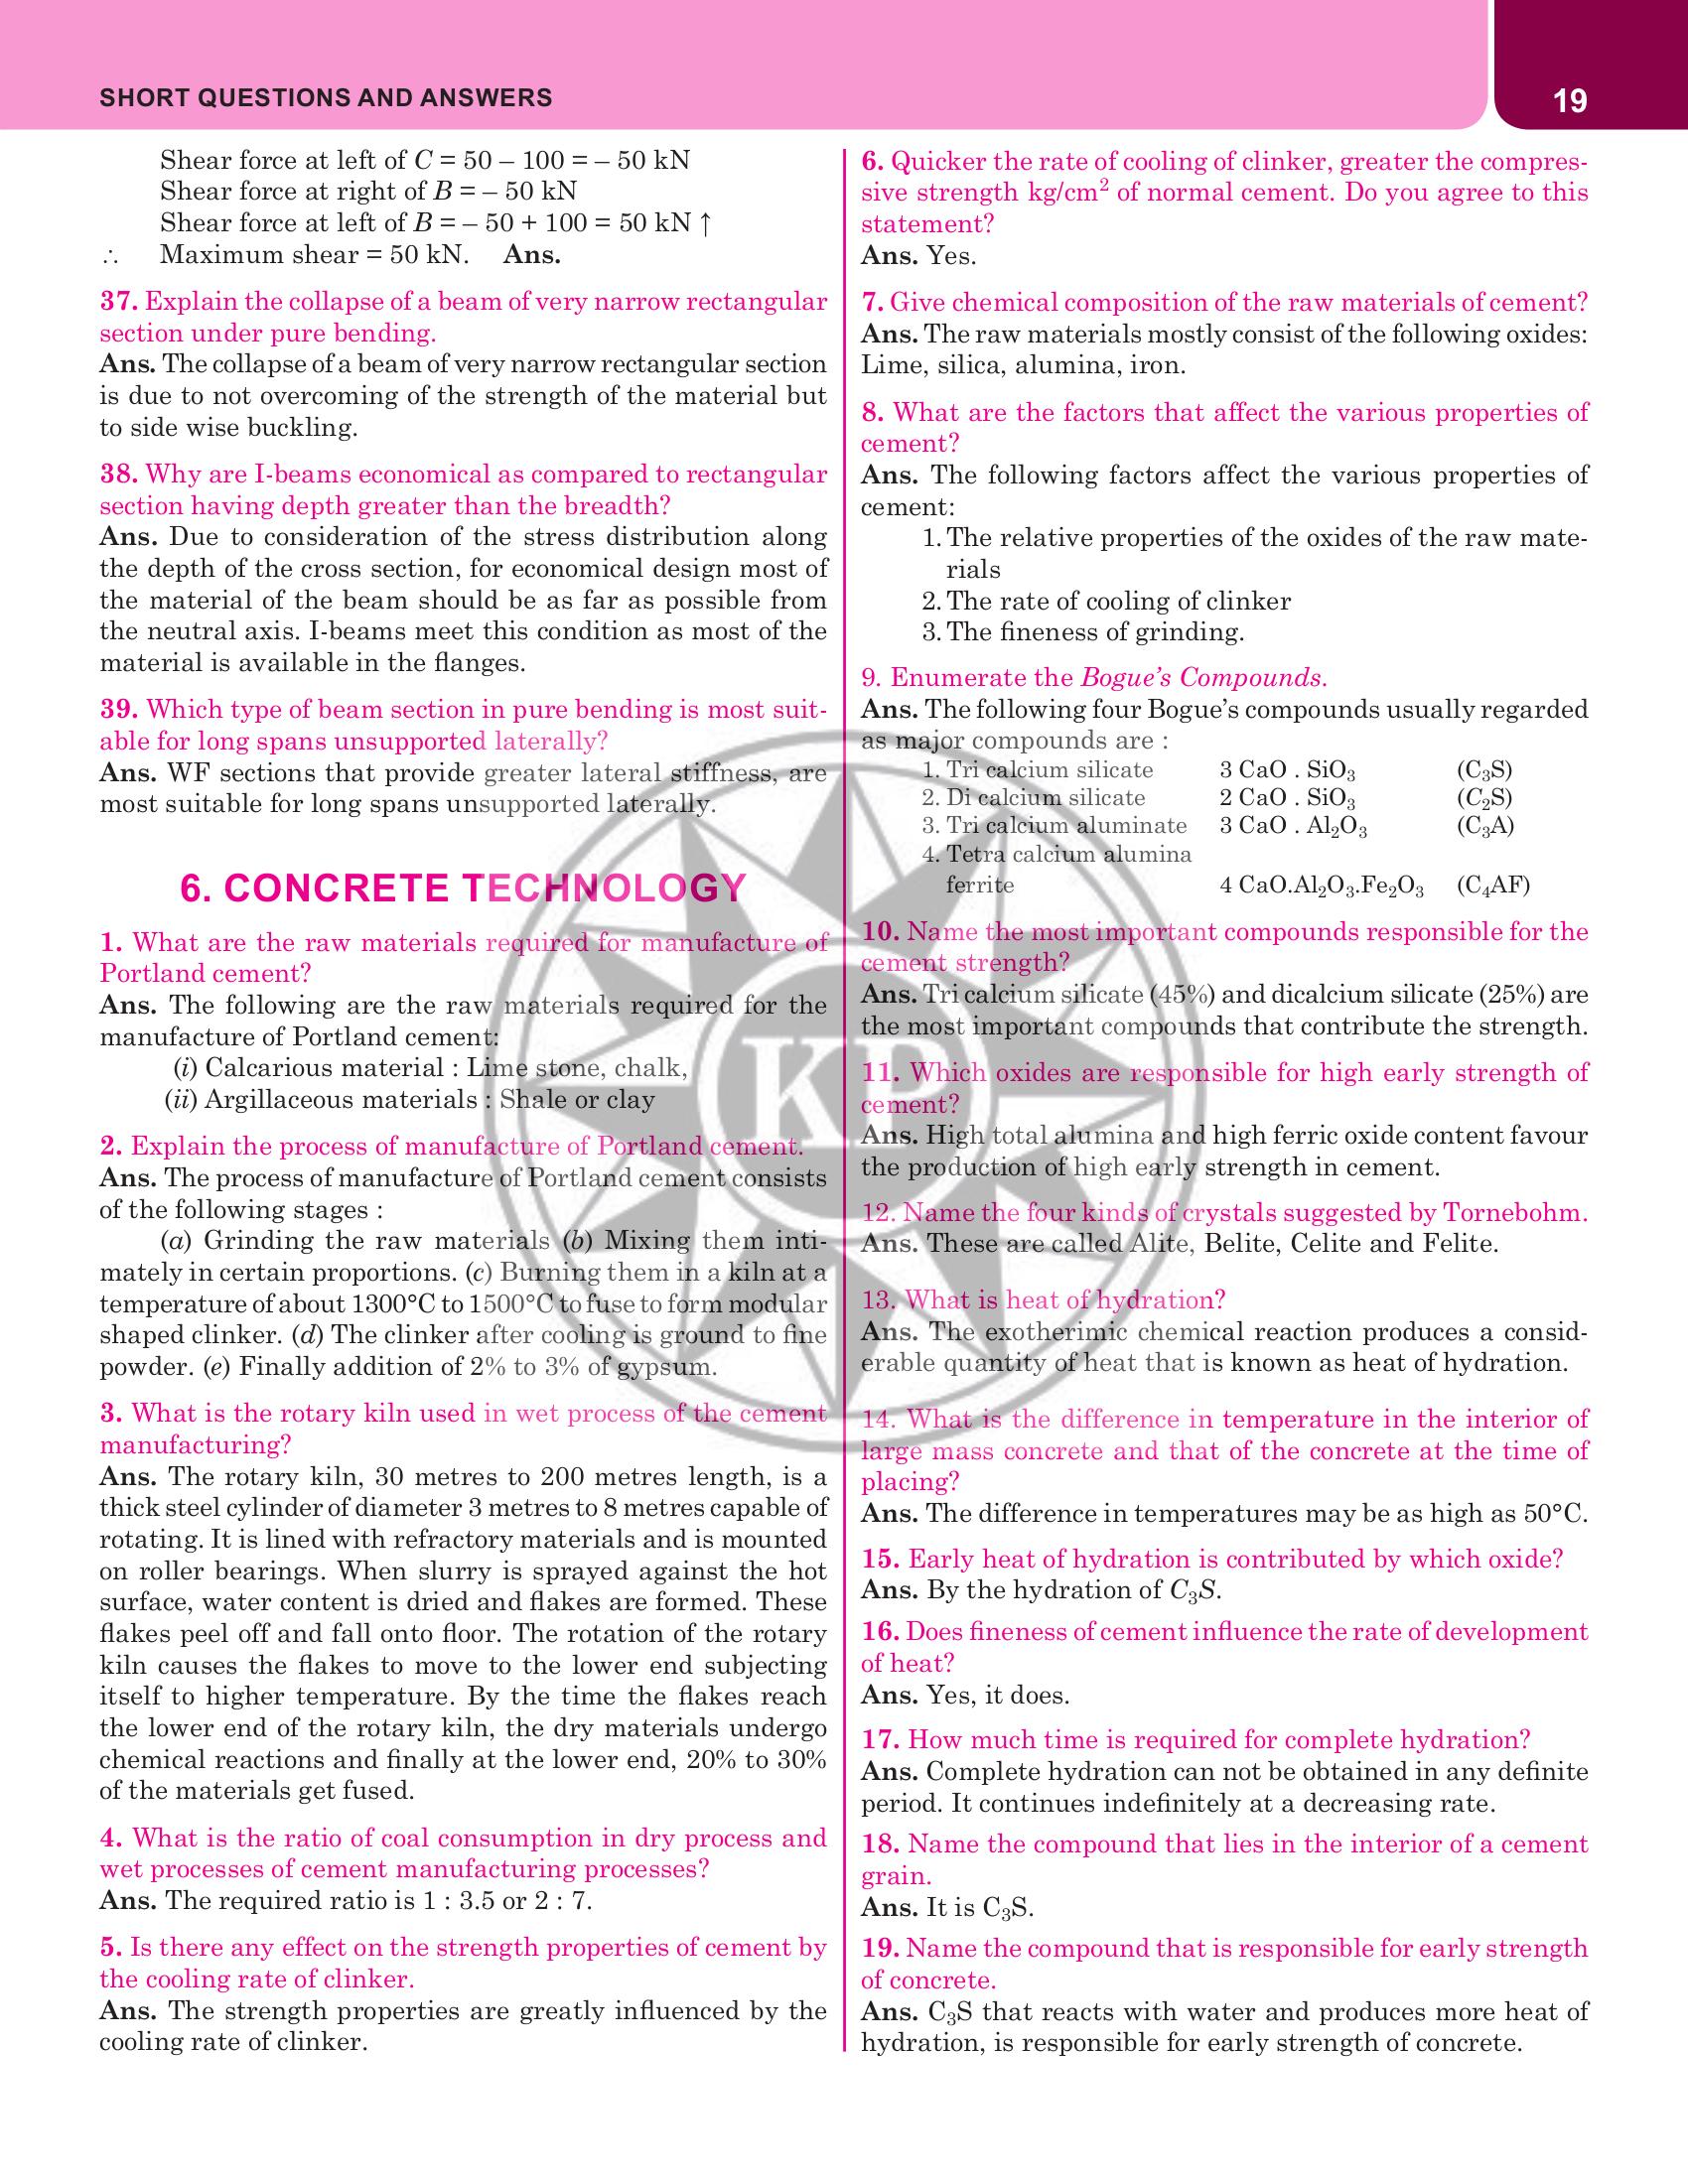 SHORT QUESTIONS AND ANSWERS
19
Shear force at left of C = 50 – 100 = – 50 kN
Shear force at right of B = – 50 kN
Shear force at left of B = – 50 + 100 = 50 kN ↑
∴ Maximum shear = 50 kN. Ans.
37. Explain the collapse of a beam of very narrow rectangular
section under pure bending.
Ans. The collapse of a beam of very narrow rectangular section
is due to not overcoming of the strength of the material but
to side wise buckling.
38. Why are I-beams economical as compared to rectangular
section having depth greater than the breadth?
Ans. Due to consideration of the stress distribution along
the depth of the cross section, for economical design most of
the material of the beam should be as far as possible from
the neutral axis. I-beams meet this condition as most of the
material is available in the flanges.
39. Which type of beam section in pure bending is most suit-
able for long spans unsupported laterally?
Ans. WF sections that provide greater lateral stiffness, are
most suitable for long spans unsupported laterally.
6. CONCRETE TECHNOLOGY
1. What are the raw materials required for manufacture of
Portland cement?
Ans. The following are the raw materials required for the
manufacture of Portland cement:
(i) Calcarious material : Lime stone, chalk,
(ii) Argillaceous materials : Shale or clay
2. Explain the process of manufacture of Portland cement.
Ans. The process of manufacture of Portland cement consists
of the following stages :
(a) Grinding the raw materials (b) Mixing them inti-
mately in certain proportions. (c) Burning them in a kiln at a
temperature of about 1300°C to 1500°C to fuse to form modular
shaped clinker. (d) The clinker after cooling is ground to fine
powder. (e) Finally addition of 2% to 3% of gypsum.
3. What is the rotary kiln used in wet process of the cement
manufacturing?
Ans. The rotary kiln, 30 metres to 200 metres length, is a
thick steel cylinder of diameter 3 metres to 8 metres capable of
rotating. It is lined with refractory materials and is mounted
on roller bearings. When slurry is sprayed against the hot
surface, water content is dried and flakes are formed. These
flakes peel off and fall onto floor. The rotation of the rotary
kiln causes the flakes to move to the lower end subjecting
itself to higher temperature. By the time the flakes reach
the lower end of the rotary kiln, the dry materials undergo
chemical reactions and finally at the lower end, 20% to 30%
of the materials get fused.
4. What is the ratio of coal consumption in dry process and
wet processes of cement manufacturing processes?
Ans. The required ratio is 1 : 3.5 or 2 : 7.
5. Is there any effect on the strength properties of cement by
the cooling rate of clinker.
Ans. The strength properties are greatly influenced by the
cooling rate of clinker.
6. Quicker the rate of cooling of clinker, greater the compres-
sive strength kg/cm² of normal cement. Do you agree to this
statement?
Ans. Yes.
7. Give chemical composition of the raw materials of cement?
Ans. The raw materials mostly consist of the following oxides:
Lime, silica, alumina, iron.
8. What are the factors that affect the various properties of
cement?
Ans. The following factors affect the various properties of
cement:
1. The relative properties of the oxides of the raw mate-
rials
2. The rate of cooling of clinker
3. The fineness of grinding.
9. Enumerate the Bogue's Compounds.
Ans. The following four Bogue's compounds usually regarded
as major compounds are :
1. Tri calcium silicate 3 CaO . SiO₃ (C₃S)
2. Di calcium silicate 2 CaO . SiO₃ (C₂S)
3. Tri calcium aluminate 3 CaO . Al₂O₃ (C₃A)
4. Tetra calcium alumina
ferrite 4 CaO.Al₂O₃.Fe₂O₃ (C₄AF)
10. Name the most important compounds responsible for the
cement strength?
Ans. Tri calcium silicate (45%) and dicalcium silicate (25%) are
the most important compounds that contribute the strength.
11. Which oxides are responsible for high early strength of
cement?
Ans. High total alumina and high ferric oxide content favour
the production of high early strength in cement.
12. Name the four kinds of crystals suggested by Tornebohm.
Ans. These are called Alite, Belite, Celite and Felite.
13. What is heat of hydration?
Ans. The exotherimic chemical reaction produces a consid-
erable quantity of heat that is known as heat of hydration.
14. What is the difference in temperature in the interior of
large mass concrete and that of the concrete at the time of
placing?
Ans. The difference in temperatures may be as high as 50°C.
15. Early heat of hydration is contributed by which oxide?
Ans. By the hydration of C₃S.
16. Does fineness of cement influence the rate of development
of heat?
Ans. Yes, it does.
17. How much time is required for complete hydration?
Ans. Complete hydration can not be obtained in any definite
period. It continues indefinitely at a decreasing rate.
18. Name the compound that lies in the interior of a cement
grain.
Ans. It is C₃S.
19. Name the compound that is responsible for early strength
of concrete.
Ans. C₃S that reacts with water and produces more heat of
hydration, is responsible for early strength of concrete.
KP